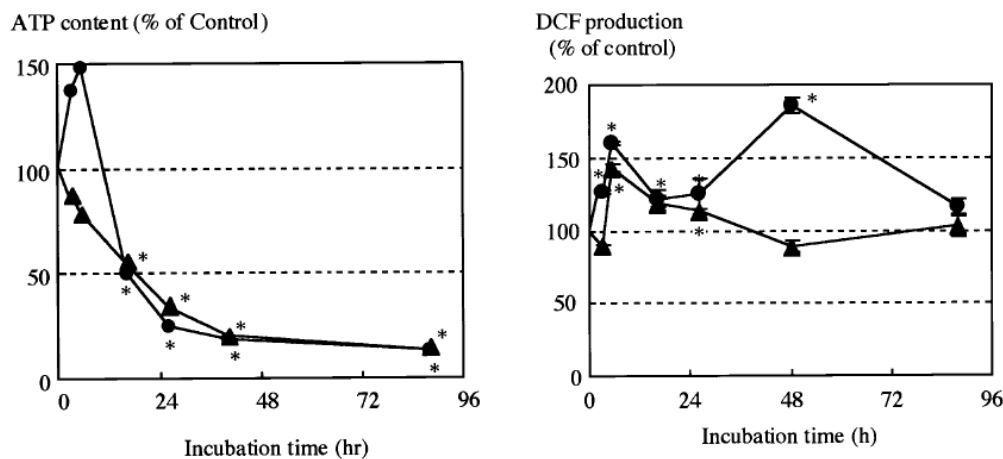 ATP content (% of Control)
150
100
50
0
* * * * * * * *
0 24 48 72 96
Incubation time (hr)
DCF production
(% of control)
200
150
100
50
0
* * * * * * *
0 24 48 72 96
Incubation time (h)